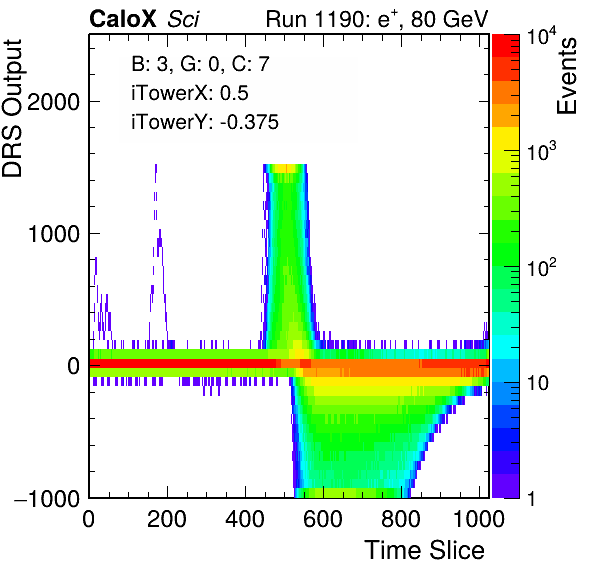 CaloX Sci Run 1190: e+, 80 GeV
B: 3, G: 0, C: 7
iTowerX: 0.5
iTowerY: -0.375
DRS Output
2000
1000
0
−1000
0 200 400 600 800 1000
Time Slice
Events
10^4
10^3
10^2
10
1